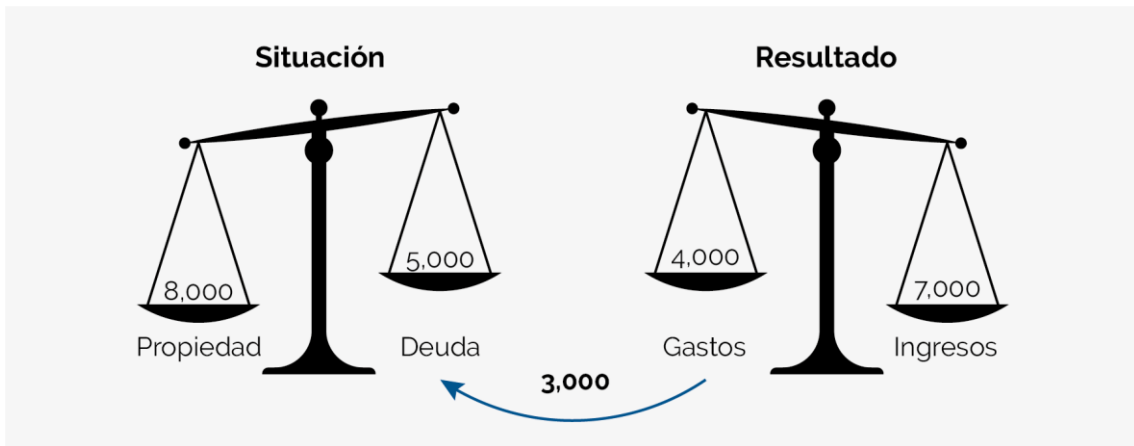 Situación
Resultado
8,000
5,000
4,000
7,000
Propiedad
Deuda
Gastos
Ingresos
3,000